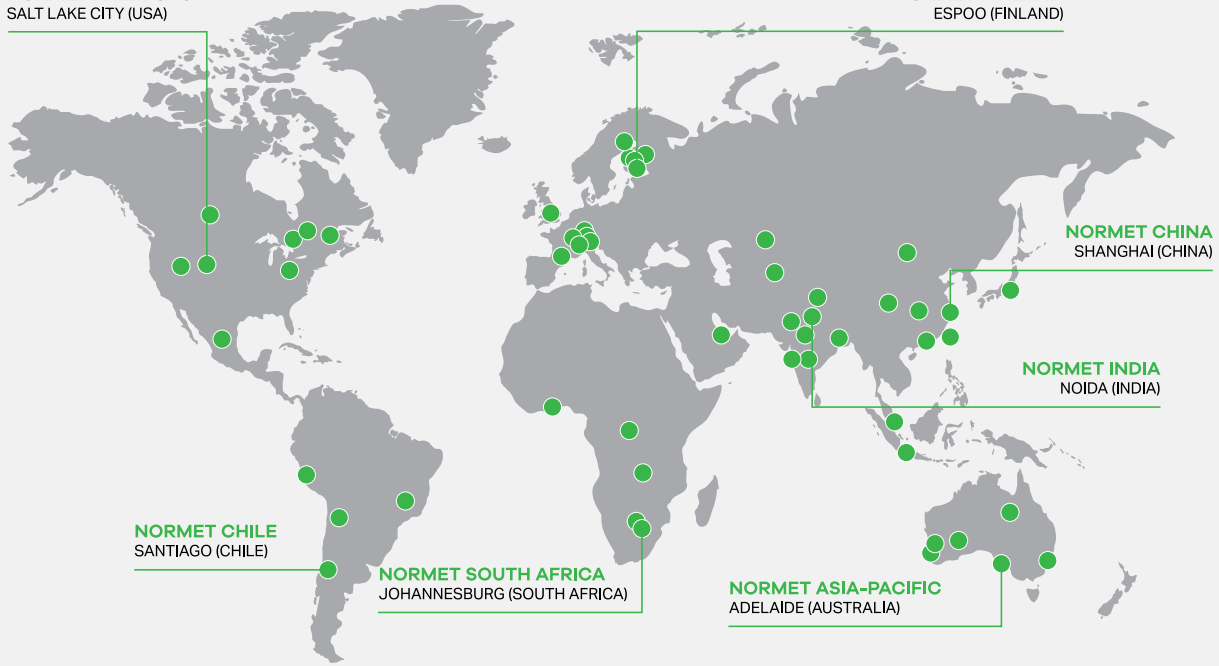 SALT LAKE CITY (USA)
ESPOO (FINLAND)
NORMET CHINA
SHANGHAI (CHINA)
NORMET INDIA
NOIDA (INDIA)
NORMET CHILE
SANTIAGO (CHILE)
NORMET SOUTH AFRICA
JOHANNESBURG (SOUTH AFRICA)
NORMET ASIA-PACIFIC
ADELAIDE (AUSTRALIA)